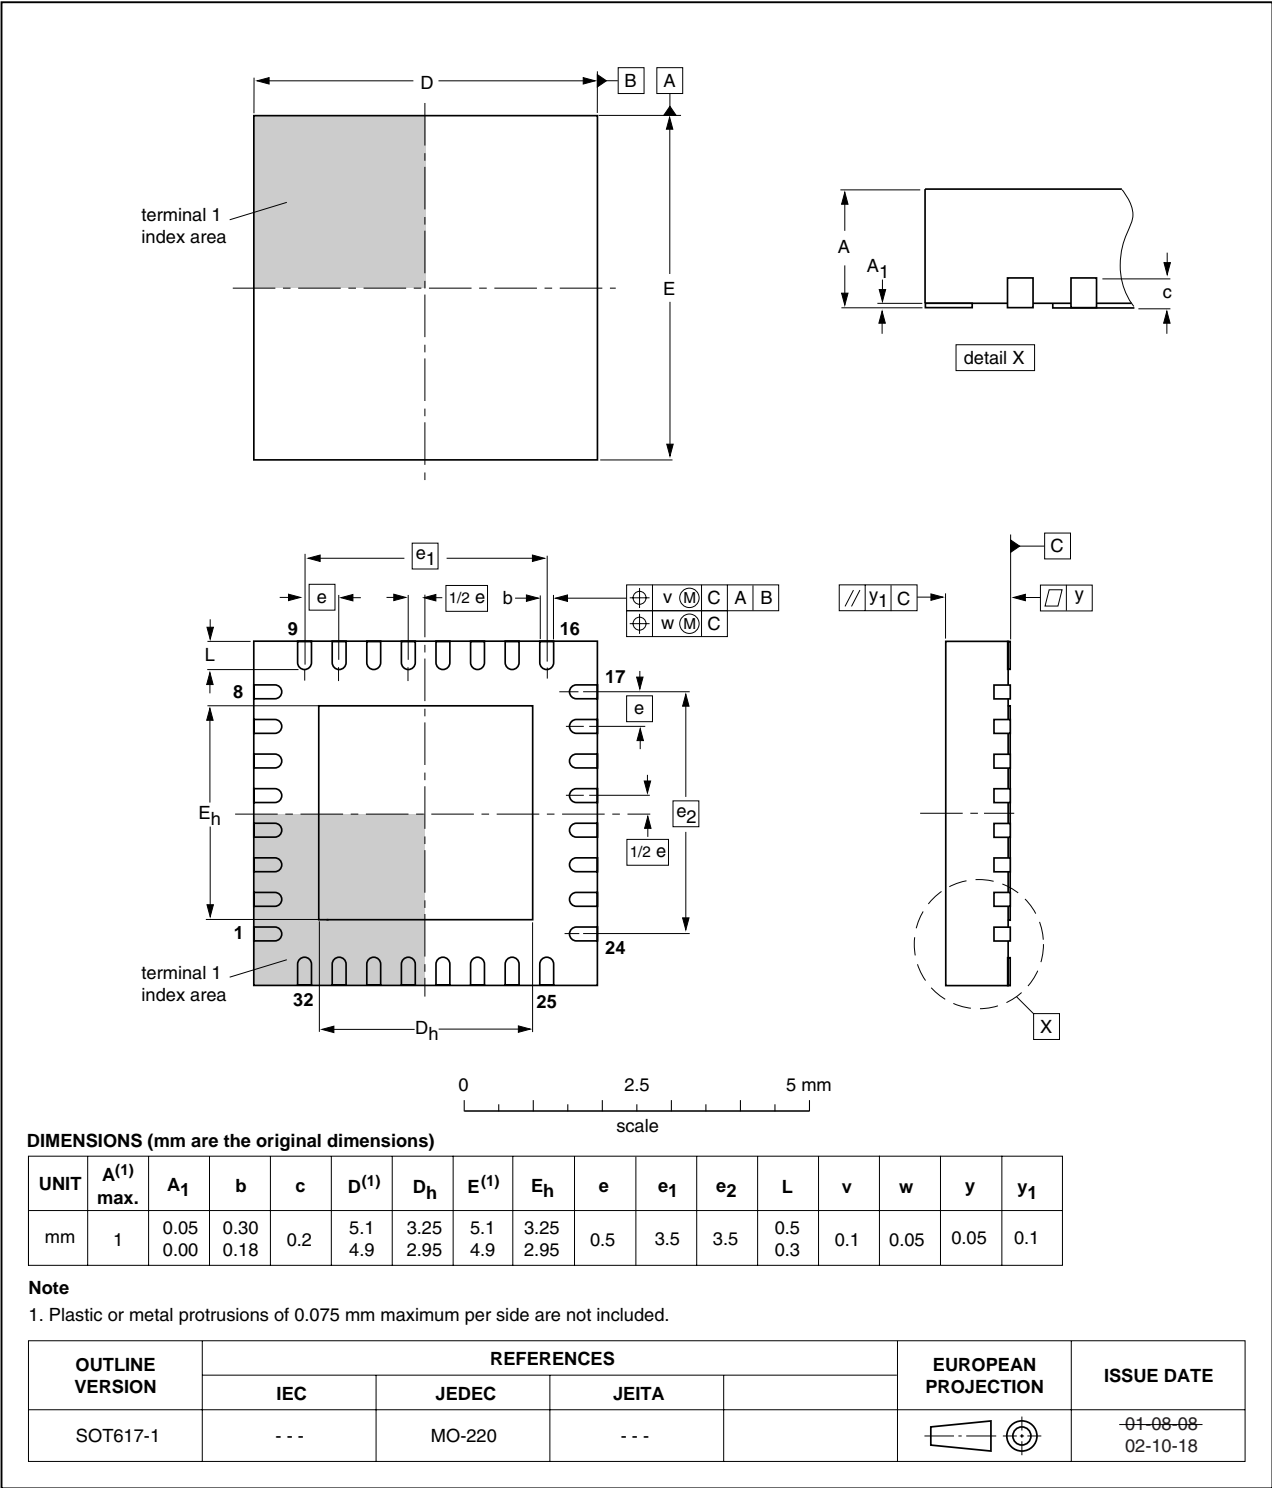 D
B
A
terminal 1
index area
E
A
A1
c
detail X
e1
e
1/2 e
b
v M C A B
w M C
C
y1 C
y
9
16
L
8
17
e
Eh
e2
1/2 e
1
24
terminal 1
index area
32
25
Dh
X
0 2.5 5 mm
scale
DIMENSIONS (mm are the original dimensions)
UNIT A(1) max. A1 b c D(1) Dh E(1) Eh e e1 e2 L v w y y1
mm 1 0.05 0.00 0.30 0.18 0.2 5.1 4.9 3.25 2.95 5.1 4.9 3.25 2.95 0.5 3.5 3.5 0.5 0.3 0.1 0.05 0.05 0.1
Note
1. Plastic or metal protrusions of 0.075 mm maximum per side are not included.
OUTLINE VERSION
REFERENCES
EUROPEAN PROJECTION
ISSUE DATE
IEC JEDEC JEITA
SOT617-1 - - - MO-220 - - -
01-08-08
02-10-18